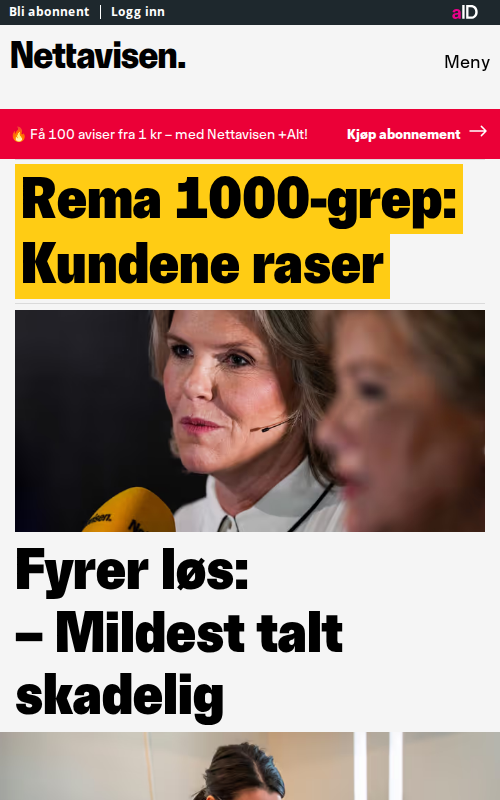 Bli abonnent | Logg inn
aID
Nettavisen.
Meny
🔥 Få 100 aviser fra 1 kr – med Nettavisen +Alt!
Kjøp abonnement →
Rema 1000-grep:
Kundene raser
Fyrer løs:
– Mildest talt
skadelig